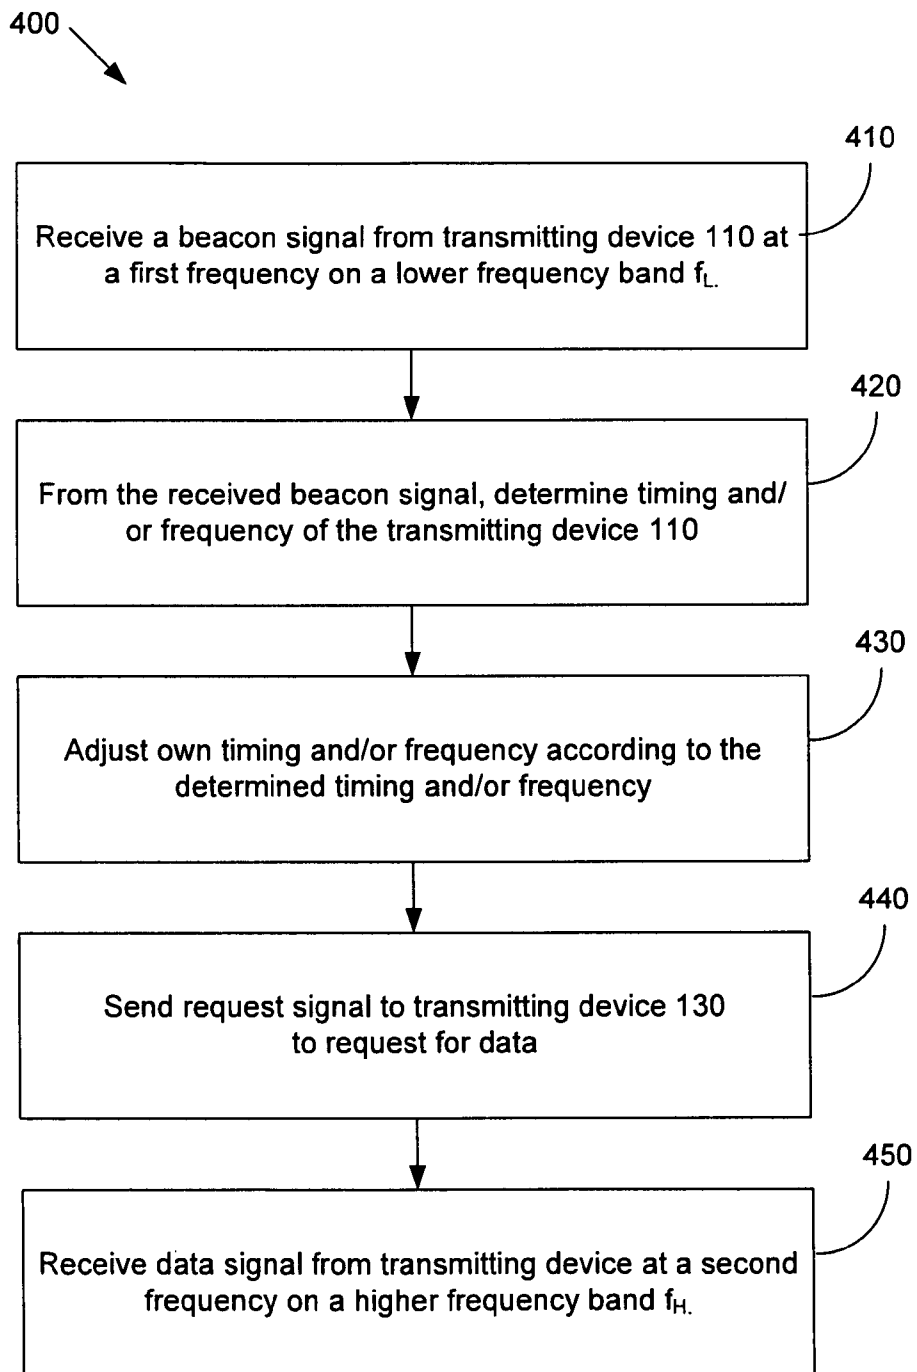 400
410
Receive a beacon signal from transmitting device 110 at
a first frequency on a lower frequency band fL.
420
From the received beacon signal, determine timing and/
or frequency of the transmitting device 110
430
Adjust own timing and/or frequency according to the
determined timing and/or frequency
440
Send request signal to transmitting device 130
to request for data
450
Receive data signal from transmitting device at a second
frequency on a higher frequency band fH.